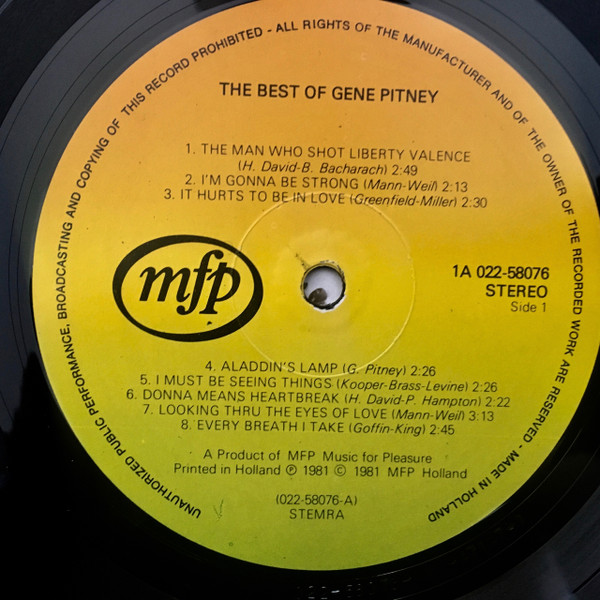 UNAUTHORIZED PUBLIC PERFORMANCE, BROADCASTING AND COPYING OF THIS RECORD PROHIBITED - ALL RIGHTS OF THE MANUFACTURER AND OF THE OWNER OF THE RECORDED WORK ARE RESERVED - MADE IN HOLLAND
THE BEST OF GENE PITNEY
1. THE MAN WHO SHOT LIBERTY VALENCE
(H. David-B. Bacharach) 2:49
2. I'M GONNA BE STRONG (Mann-Weil) 2:13
3. IT HURTS TO BE IN LOVE (Greenfield-Miller) 2:30
mfp
1A 022-58076
STEREO
Side 1
4. ALADDIN'S LAMP (G. Pitney) 2:26
5. I MUST BE SEEING THINGS (Kooper-Brass-Levine) 2:26
6. DONNA MEANS HEARTBREAK (H. David-P. Hampton) 2:22
7. LOOKING THRU THE EYES OF LOVE (Mann-Weil) 3:13
8. EVERY BREATH I TAKE (Goffin-King) 2:45
A Product of MFP Music for Pleasure
Printed in Holland ℗ 1981 © 1981 MFP Holland
(022-58076-A)
STEMRA